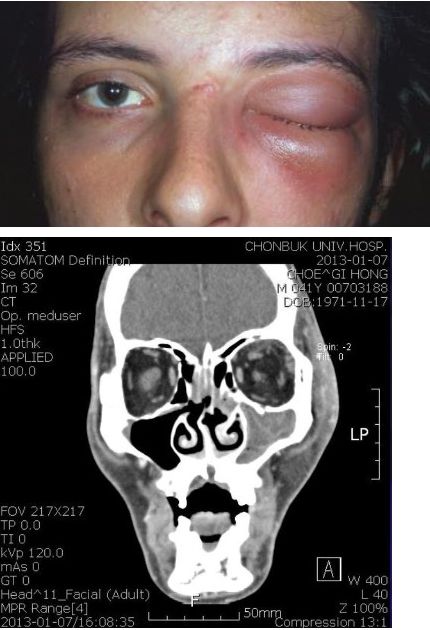 Idx 351
SOMATOM Definition
Se 606
Im 32
CT
Op. meduser
HFS
1.0thk
APPLIED
100.0
CHONBUK UNIV.HOSP.
2013-01-07
CHOE^GI HONG
M 041Y 00703188
DOB:1971-11-17
Spin: -2
Tilt: 0
LP
FOV 217X217
TP 0.0
TI 0
kVp 120.0
mAs 0
GT 0
Head^11_Facial (Adult)
MPR Range[4]
2013-01-07/16:08:35
F
50mm
A
W 400
L 40
Z 100%
Compression 13:1